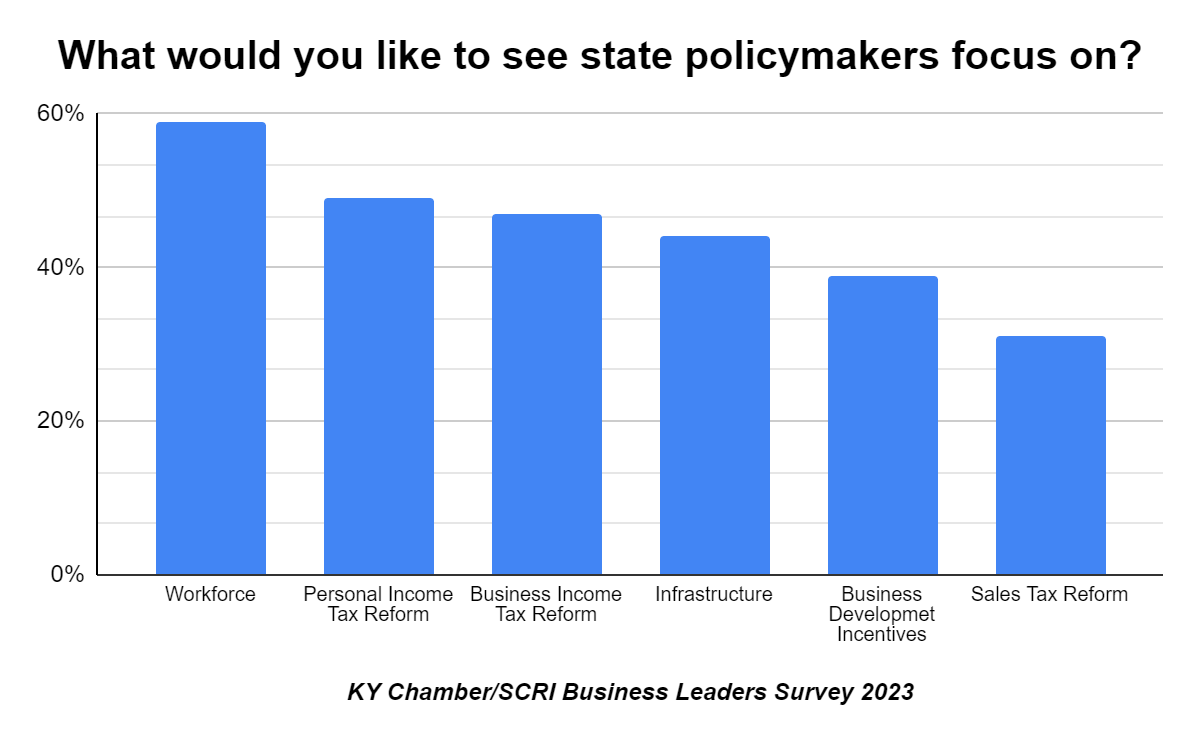 What would you like to see state policymakers focus on?
60%
40%
20%
0%
Workforce
Personal Income
Tax Reform
Business Income
Tax Reform
Infrastructure
Business
Developmet
Incentives
Sales Tax Reform
KY Chamber/SCRI Business Leaders Survey 2023